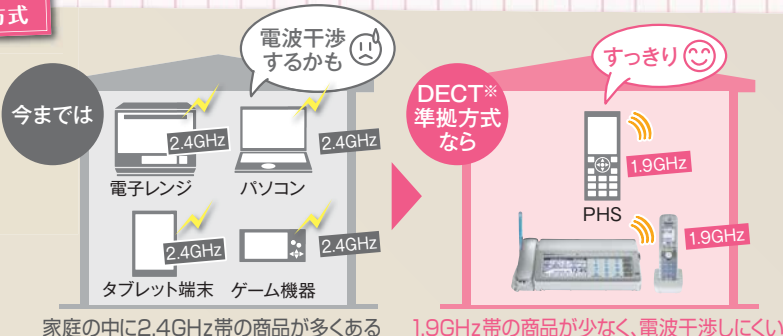 方式
電波干渉
するかも
今までは
2.4GHz
2.4GHz
電子レンジ
パソコン
2.4GHz
2.4GHz
タブレット端末
ゲーム機器
家庭の中に2.4GHz帯の商品が多くある
すっきり
DECT※
準拠方式
なら
1.9GHz
PHS
1.9GHz
1.9GHz帯の商品が少なく、電波干渉しにくい